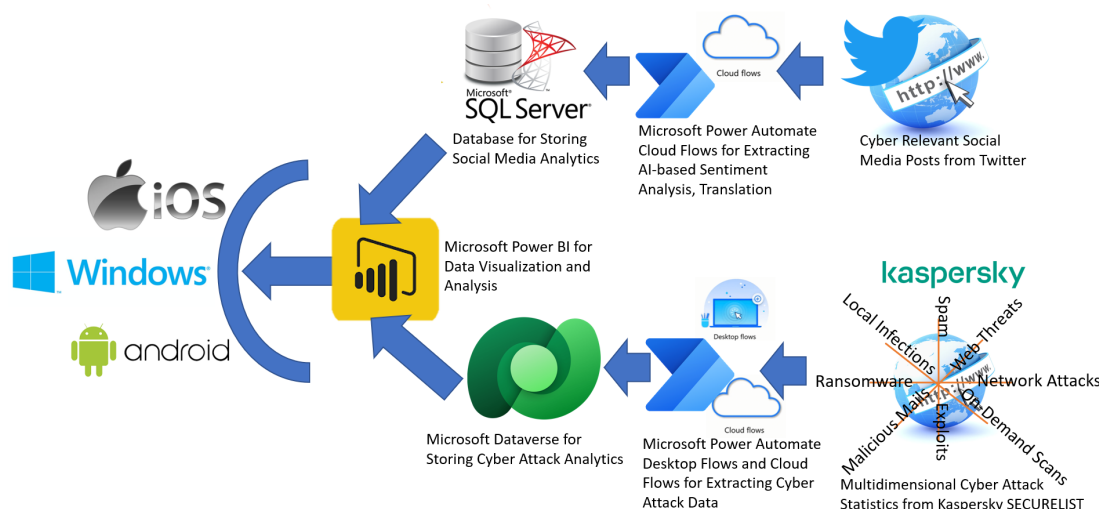 Microsoft®
SQL Server®
Database for Storing
Social Media Analytics
Cloud flows
Microsoft Power Automate
Cloud Flows for Extracting
AI-based Sentiment
Analysis, Translation
http://www.
Cyber Relevant Social
Media Posts from Twitter
iOS
Windows®
android
Microsoft Power BI for
Data Visualization and
Analysis
Microsoft Dataverse for
Storing Cyber Attack Analytics
Desktop flows
Cloud flows
Microsoft Power Automate
Desktop Flows and Cloud
Flows for Extracting Cyber
Attack Data
kaspersky
Local Infections
Spam
Web Threats
Ransomware
http://www.
Network Attacks
Malicious Mails
Exploits
On-Demand Scans
Multidimensional Cyber Attack
Statistics from Kaspersky SECURELIST